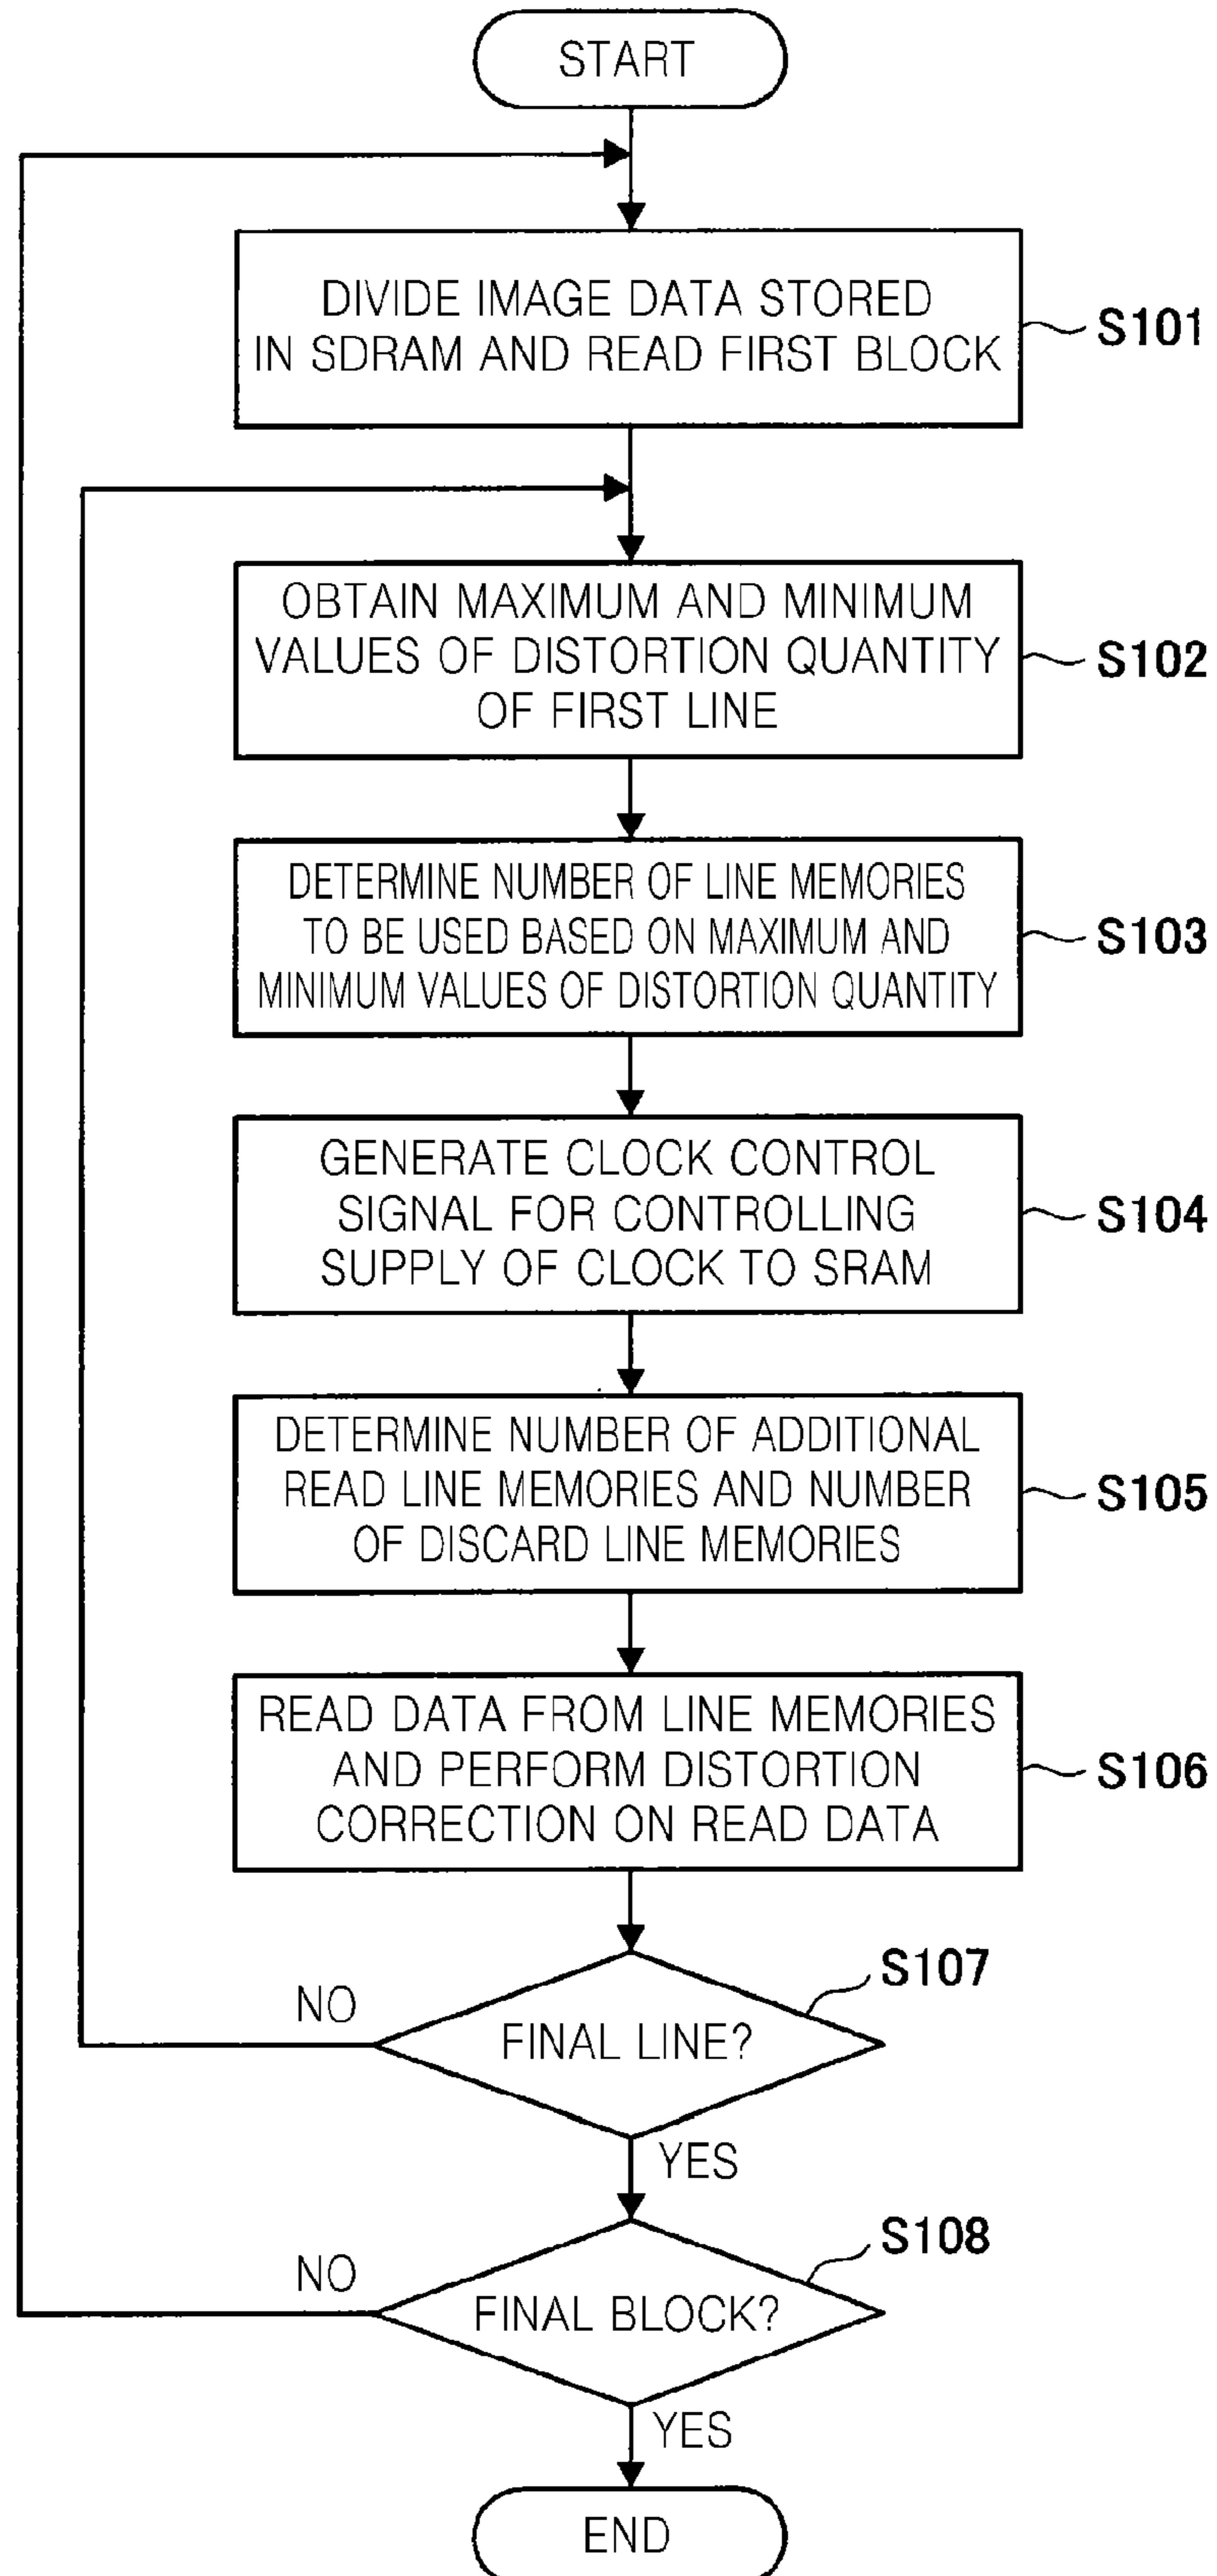 START
DIVIDE IMAGE DATA STORED
IN SDRAM AND READ FIRST BLOCK
S101
OBTAIN MAXIMUM AND MINIMUM
VALUES OF DISTORTION QUANTITY
OF FIRST LINE
S102
DETERMINE NUMBER OF LINE MEMORIES
TO BE USED BASED ON MAXIMUM AND
MINIMUM VALUES OF DISTORTION QUANTITY
S103
GENERATE CLOCK CONTROL
SIGNAL FOR CONTROLLING
SUPPLY OF CLOCK TO SRAM
S104
DETERMINE NUMBER OF ADDITIONAL
READ LINE MEMORIES AND NUMBER
OF DISCARD LINE MEMORIES
S105
READ DATA FROM LINE MEMORIES
AND PERFORM DISTORTION
CORRECTION ON READ DATA
S106
S107
NO
FINAL LINE?
YES
S108
NO
FINAL BLOCK?
YES
END